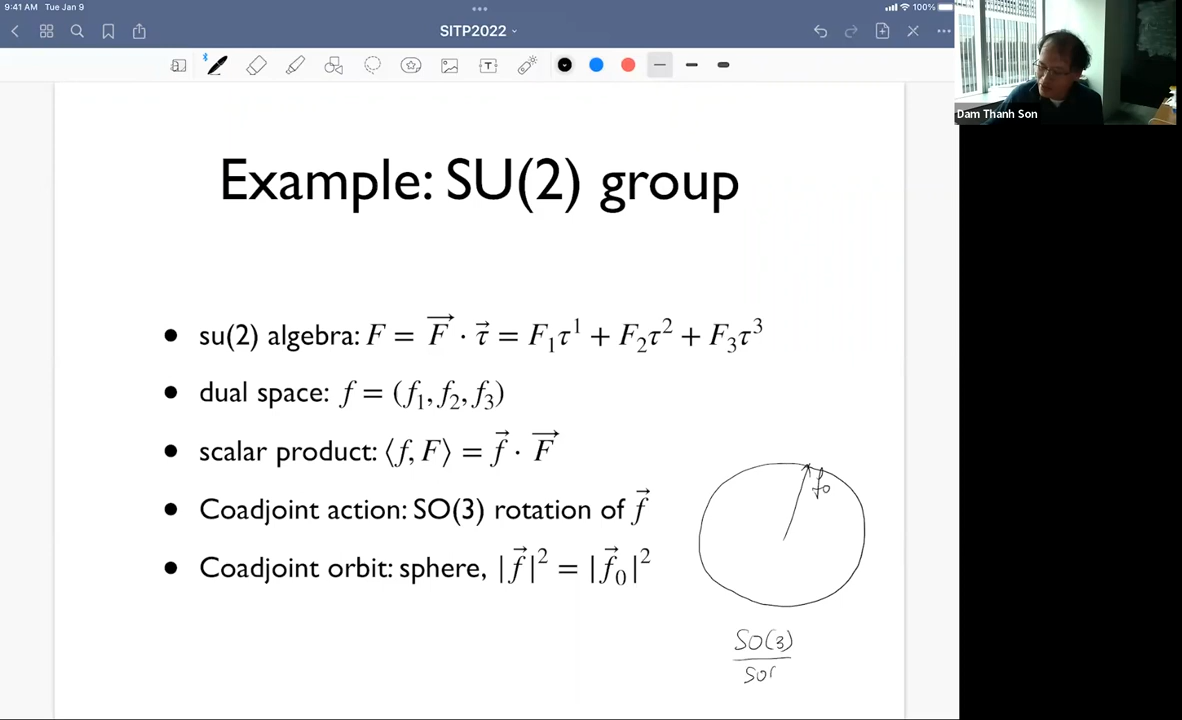 9:41 AM Tue Jan 9
100%
SITP2022
Dam Thanh Son
Example: SU(2) group
• su(2) algebra: F = F⃗ · τ⃗ = F₁τ¹ + F₂τ² + F₃τ³
• dual space: f = (f₁, f₂, f₃)
• scalar product: ⟨f, F⟩ = f⃗ · F⃗
• Coadjoint action: SO(3) rotation of f⃗
• Coadjoint orbit: sphere, |f⃗|² = |f⃗₀|²
f₀
SO(3)
SO(